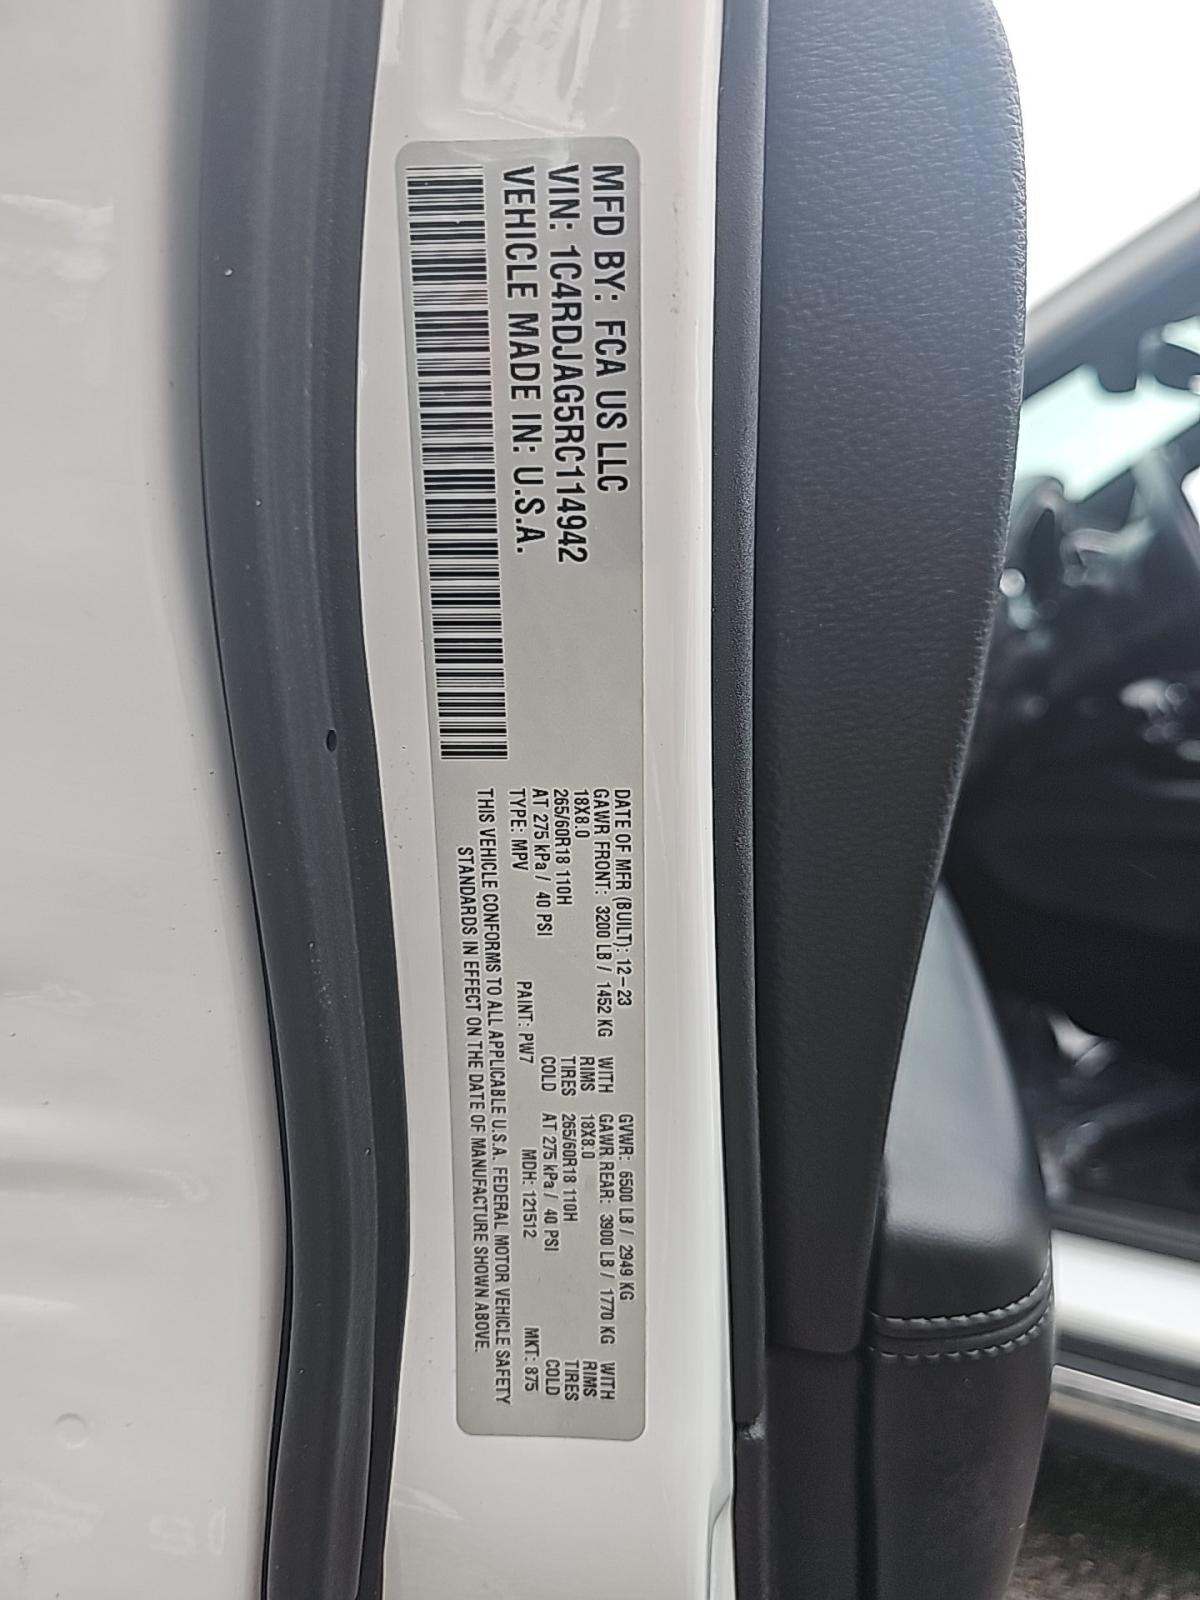 MFD BY: FCA US LLC
VIN: 1C4RDJAG5RC114942
VEHICLE MADE IN: U.S.A.
DATE OF MFR (BUILT): 12-23 GVWR: 6500 LB / 2949 KG
GAWR FRONT: 3200 LB / 1452 KG WITH GAWR REAR: 3900 LB / 1770 KG WITH
18X8.0 RIMS 18X8.0 RIMS
265/60R18 110H TIRES 265/60R18 110H TIRES
AT 275 kPa / 40 PSI COLD AT 275 kPa / 40 PSI COLD
TYPE: MPV PAINT: PW7 MDH: 121512 MKT: 875
THIS VEHICLE CONFORMS TO ALL APPLICABLE U.S.A. FEDERAL MOTOR VEHICLE SAFETY
STANDARDS IN EFFECT ON THE DATE OF MANUFACTURE SHOWN ABOVE.